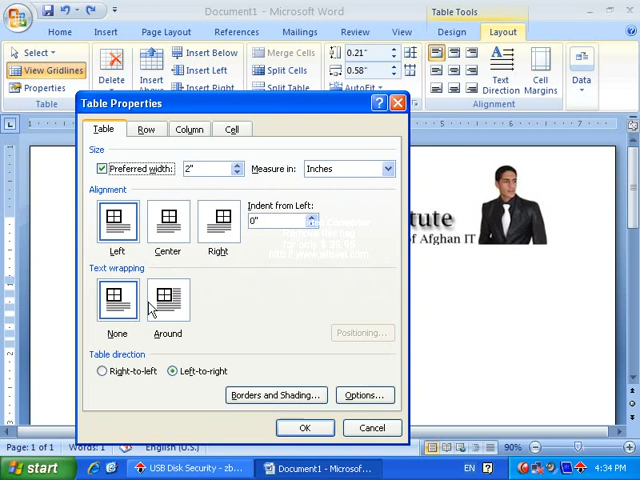 Document1 - Microsoft Word
Table Tools
Home Insert Page Layout References Mailings Review View Design Layout
Select
View Gridlines
Properties
Table
Delete
Insert Above
Insert Below
Insert Left
Insert Right
Merge Cells
Split Cells
Split Table
0.21"
0.58"
AutoFit
Text Direction
Cell Margines
Alignment
Data
Table Properties
Table Row Column Cell
Size
Preferred width: 2" Measure in: Inches
Alignment
Indent from Left:
0"
Left Center Right
for only $
Text wrapping
None Around
Positioning...
Table direction
Right-to-left Left-to-right
Borders and Shading... Options...
OK Cancel
tute
of Afghan IT
Page: 1 of 1 Words: 1 English (U.S.) 90%
start USB Disk Security - zb... Document1 - Microsof... EN 4:34 PM